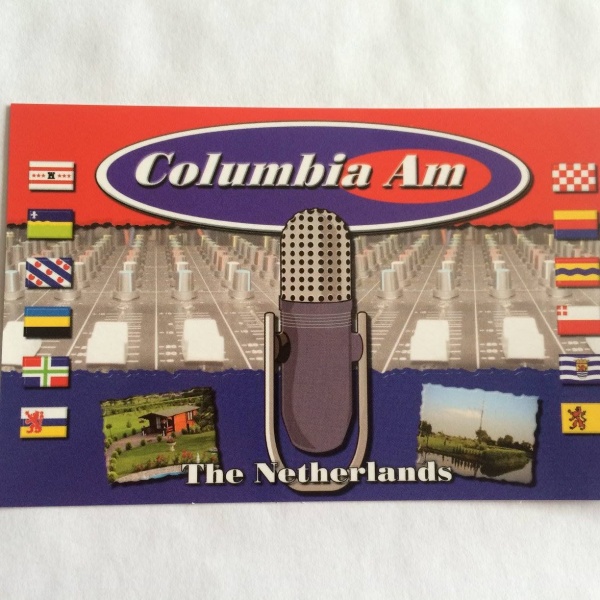 Columbia Am
The Netherlands